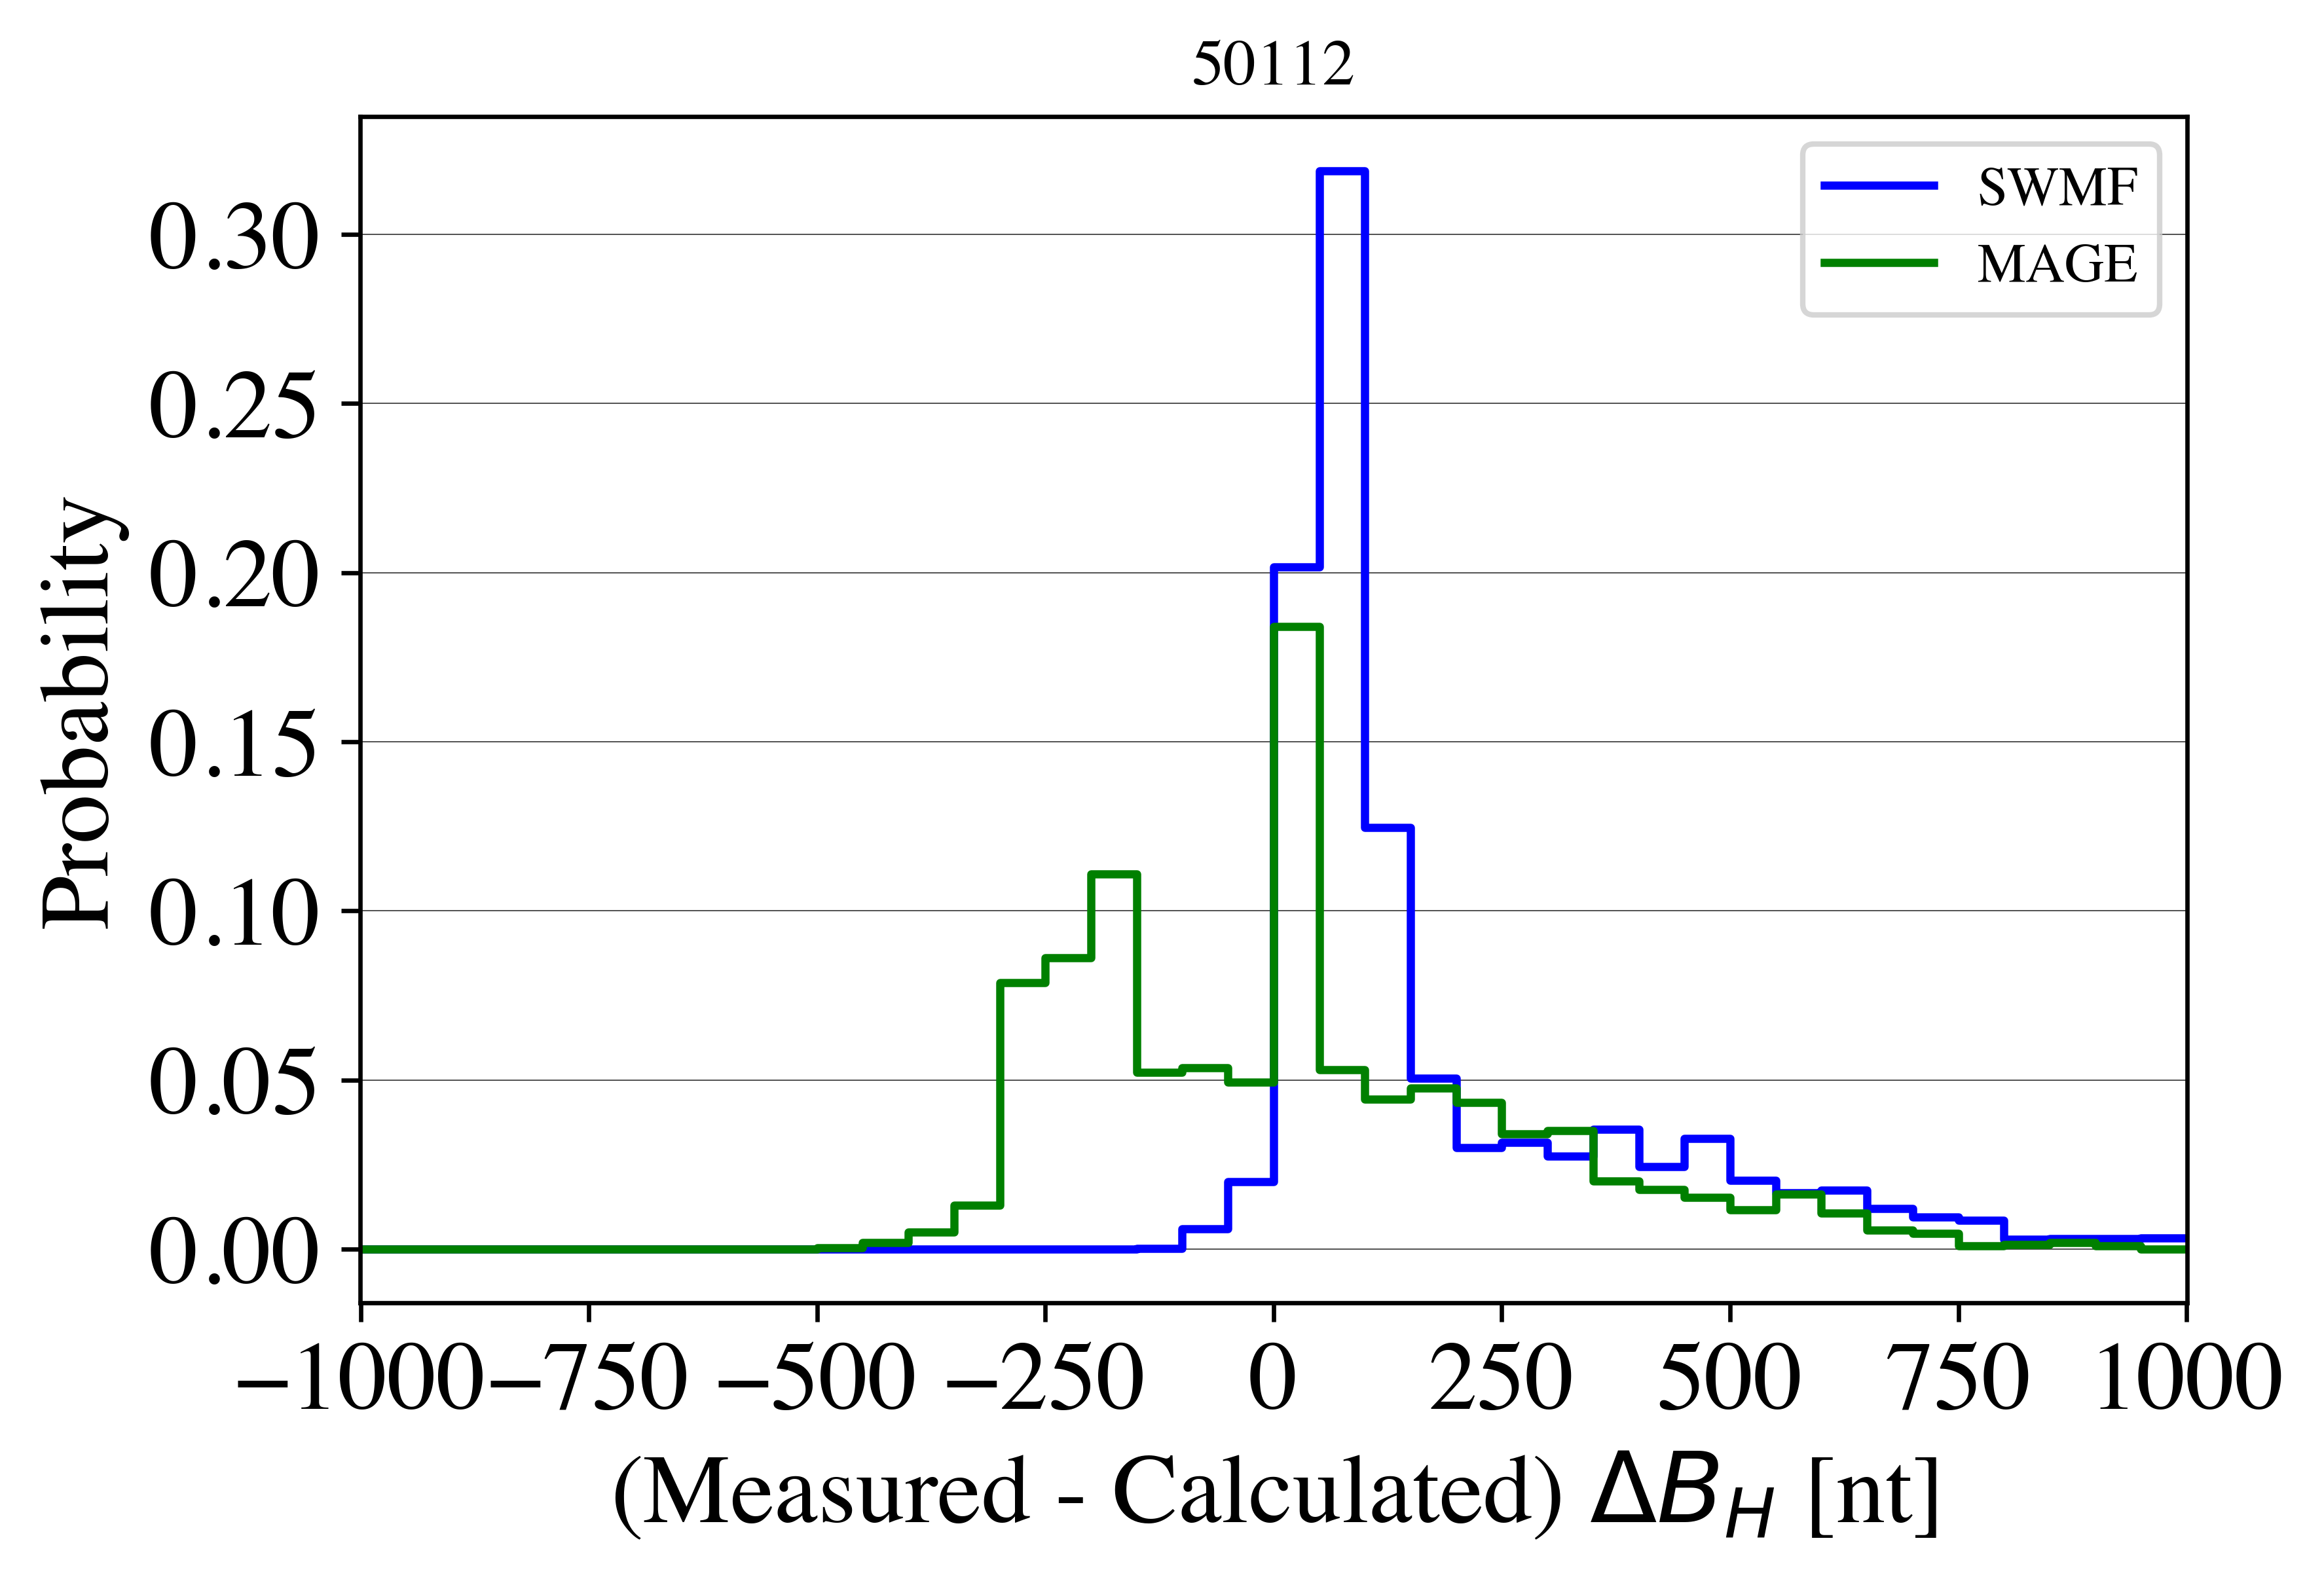 50112
SWMF
MAGE
Probability
0.30
0.25
0.20
0.15
0.10
0.05
0.00
−1000 −750 −500 −250 0 250 500 750 1000
(Measured - Calculated) ΔB_H [nt]